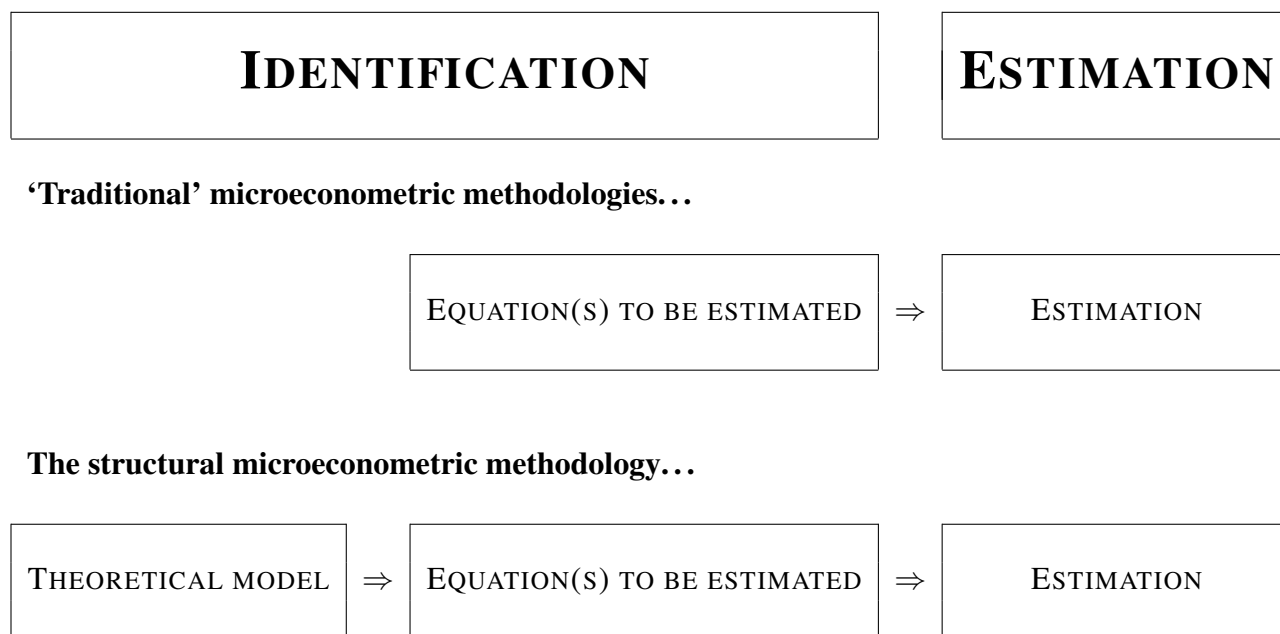 IDENTIFICATION ESTIMATION
‘Traditional’ microeconometric methodologies...
EQUATION(S) TO BE ESTIMATED ⇒ ESTIMATION
The structural microeconometric methodology...
THEORETICAL MODEL ⇒ EQUATION(S) TO BE ESTIMATED ⇒ ESTIMATION